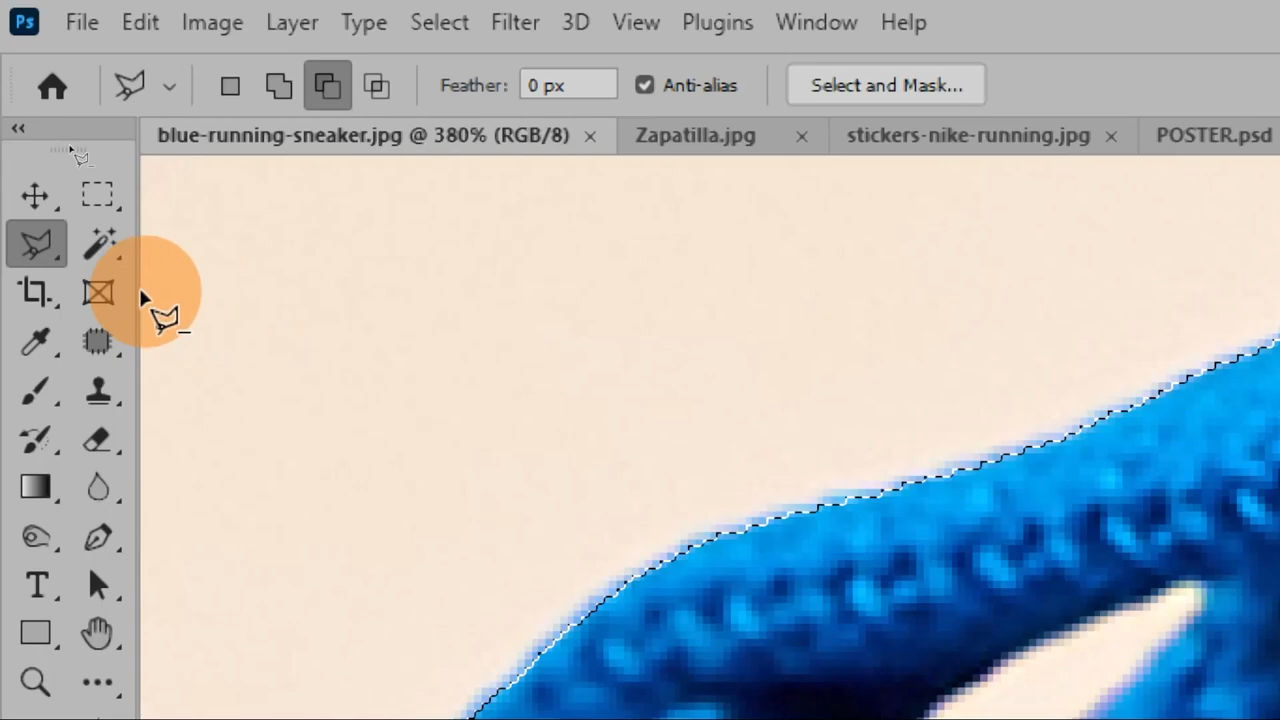 Ps File Edit Image Layer Type Select Filter 3D View Plugins Window Help
Feather: 0 px Anti-alias Select and Mask...
blue-running-sneaker.jpg @ 380% (RGB/8) × Zapatilla.jpg × stickers-nike-running.jpg × POSTER.psd